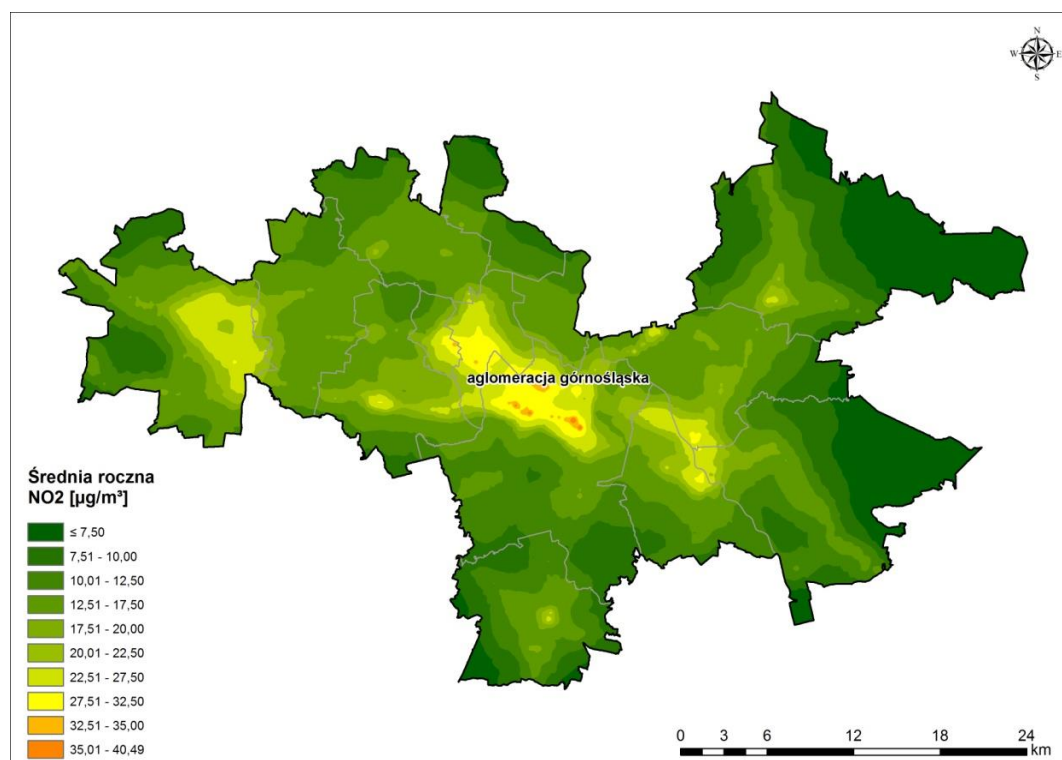 N
W E
S
aglomeracja górnośląska
Średnia roczna
NO2 [µg/m³]
≤ 7,50
7,51 - 10,00
10,01 - 12,50
12,51 - 17,50
17,51 - 20,00
20,01 - 22,50
22,51 - 27,50
27,51 - 32,50
32,51 - 35,00
35,01 - 40,49
0 3 6 12 18 24
km